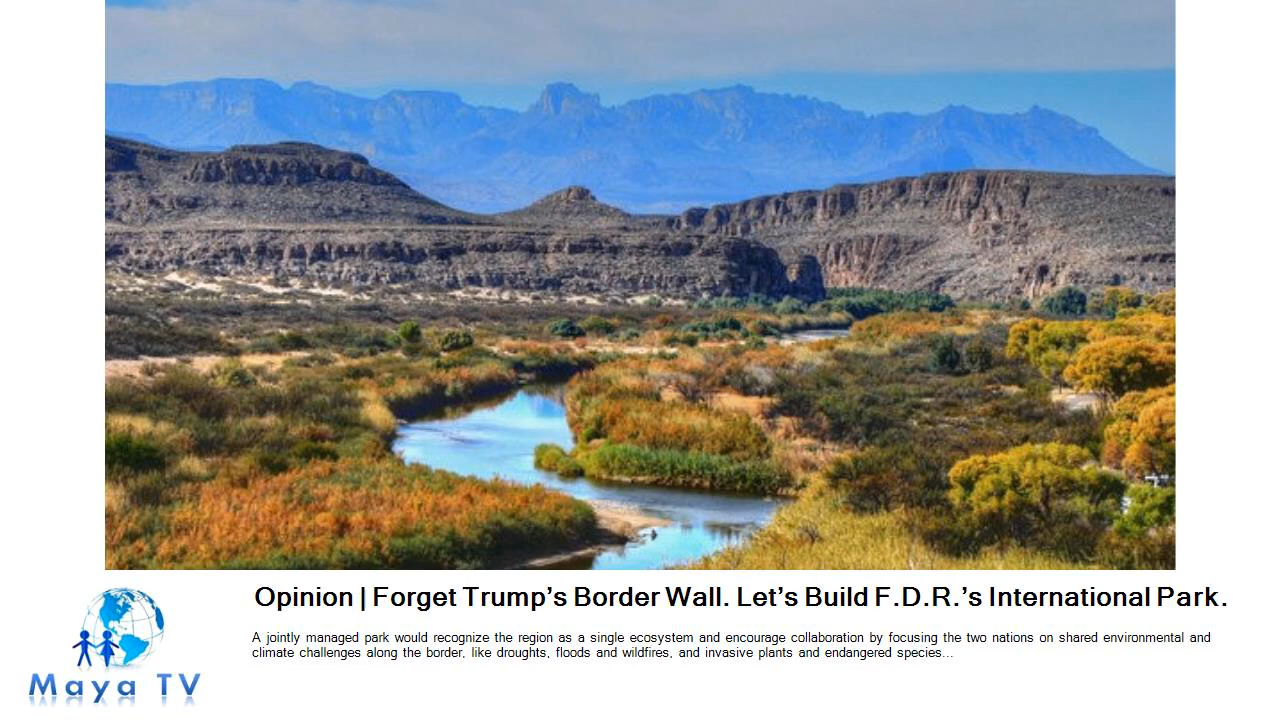 Opinion | Forget Trump’s Border Wall. Let’s Build F.D.R.’s International Park.
A jointly managed park would recognize the region as a single ecosystem and encourage collaboration by focusing the two nations on shared environmental and
climate challenges along the border, like droughts, floods and wildfires, and invasive plants and endangered species...
Maya TV